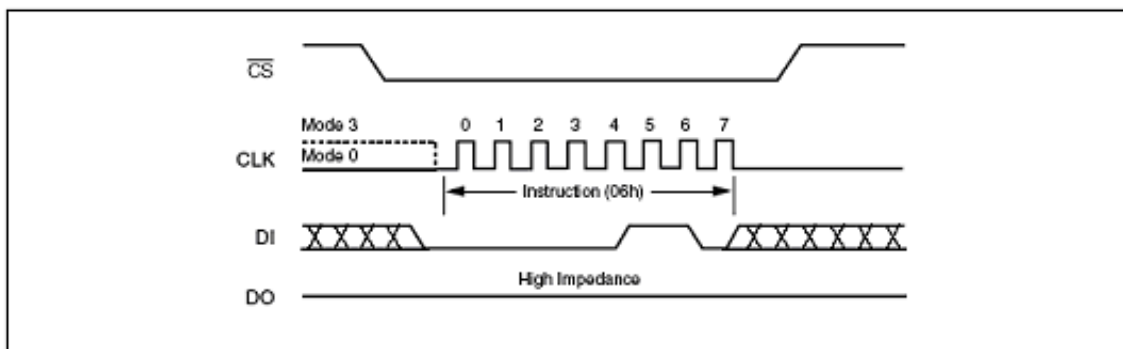 CS
Mode 3
0 1 2 3 4 5 6 7
CLK
Mode 0
Instruction (06h)
DI
High Impedance
DO